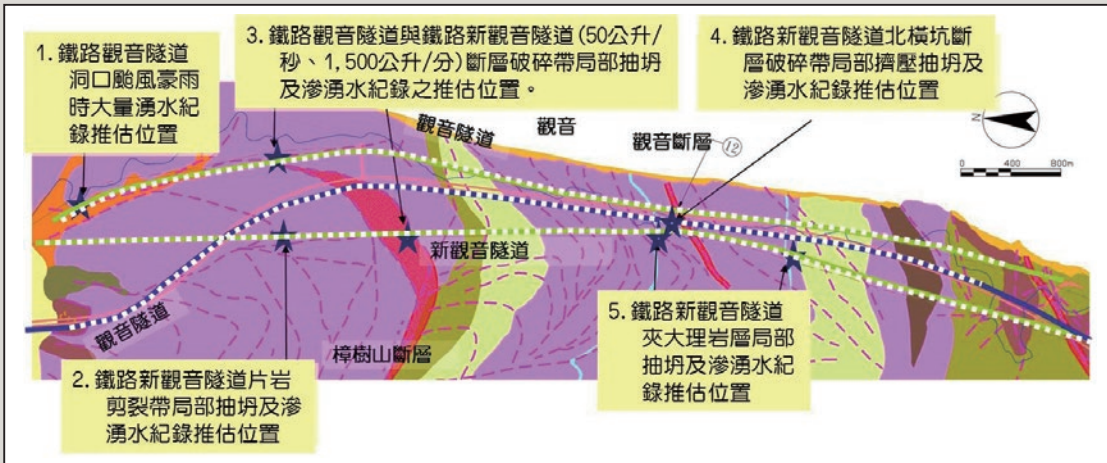 1. 鐵路觀音隧道
洞口颱風豪雨
時大量湧水紀
錄推估位置
3. 鐵路觀音隧道與鐵路新觀音隧道(50公升/
秒、1,500公升/分)斷層破碎帶局部抽坍
及滲湧水紀錄之推估位置。
4. 鐵路新觀音隧道北橫坑斷
層破碎帶局部擠壓抽坍及
滲湧水紀錄推估位置
觀音隧道
觀音
觀音斷層
12
N
0 400 800m
新觀音隧道
觀音隧道
樟樹山斷層
2. 鐵路新觀音隧道片岩
剪裂帶局部抽坍及滲
湧水紀錄推估位置
5. 鐵路新觀音隧道
夾大理岩層局部
抽坍及滲湧水紀
錄推估位置